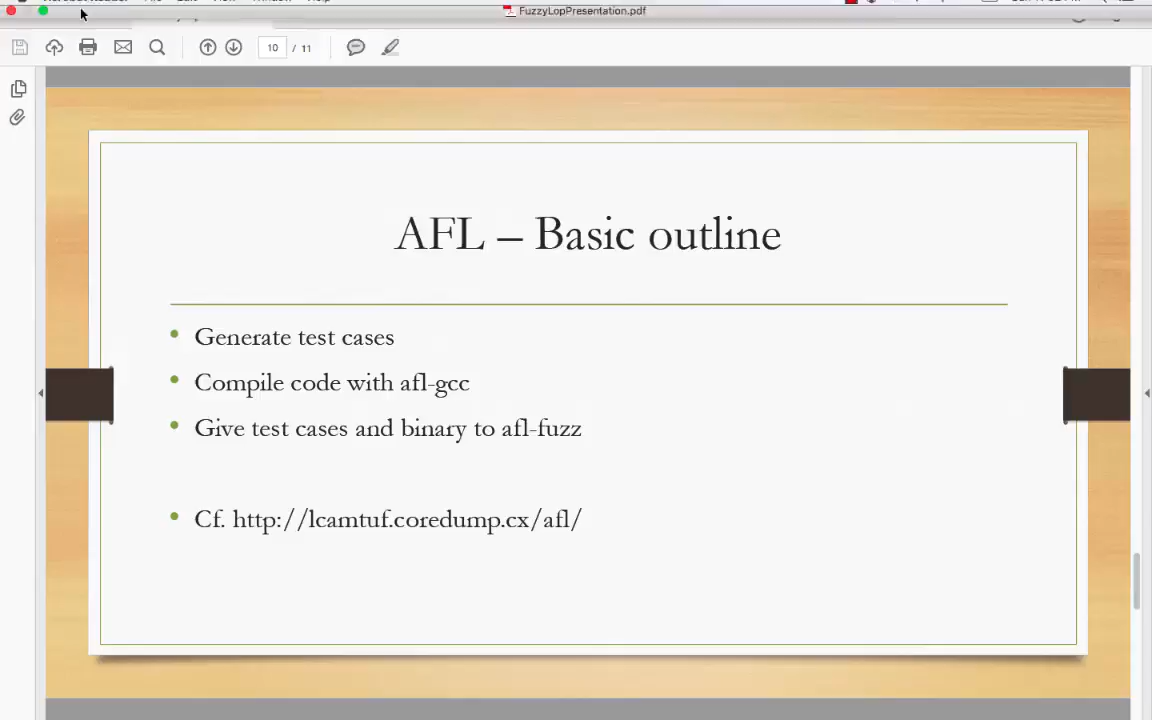 FuzzyLopPresentation.pdf
10 / 11
AFL – Basic outline
• Generate test cases
• Compile code with afl-gcc
• Give test cases and binary to afl-fuzz
• Cf. http://lcamtuf.coredump.cx/afl/